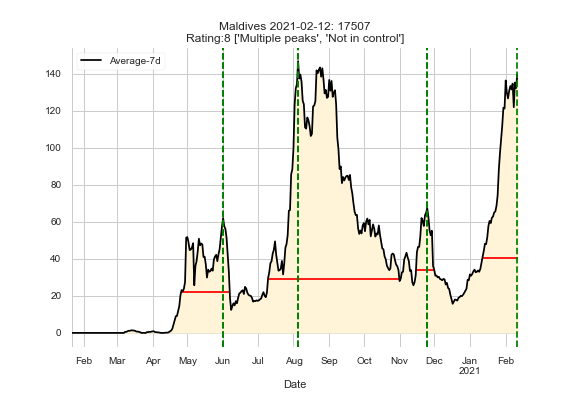 Maldives 2021-02-12: 17507
Rating:8 ['Multiple peaks', 'Not in control']
Average-7d
140
120
100
80
60
40
20
0
Feb Mar Apr May Jun Jul Aug Sep Oct Nov Dec Jan Feb
2021
Date